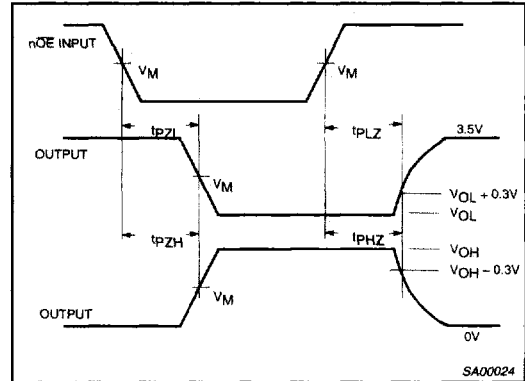 nOE INPUT
VM
VM
tPZL
tPLZ
3.5V
OUTPUT
VM
VOL + 0.3V
VOL
tPZH
tPHZ
VOH
VOH – 0.3V
VM
OUTPUT
0V
SA00024